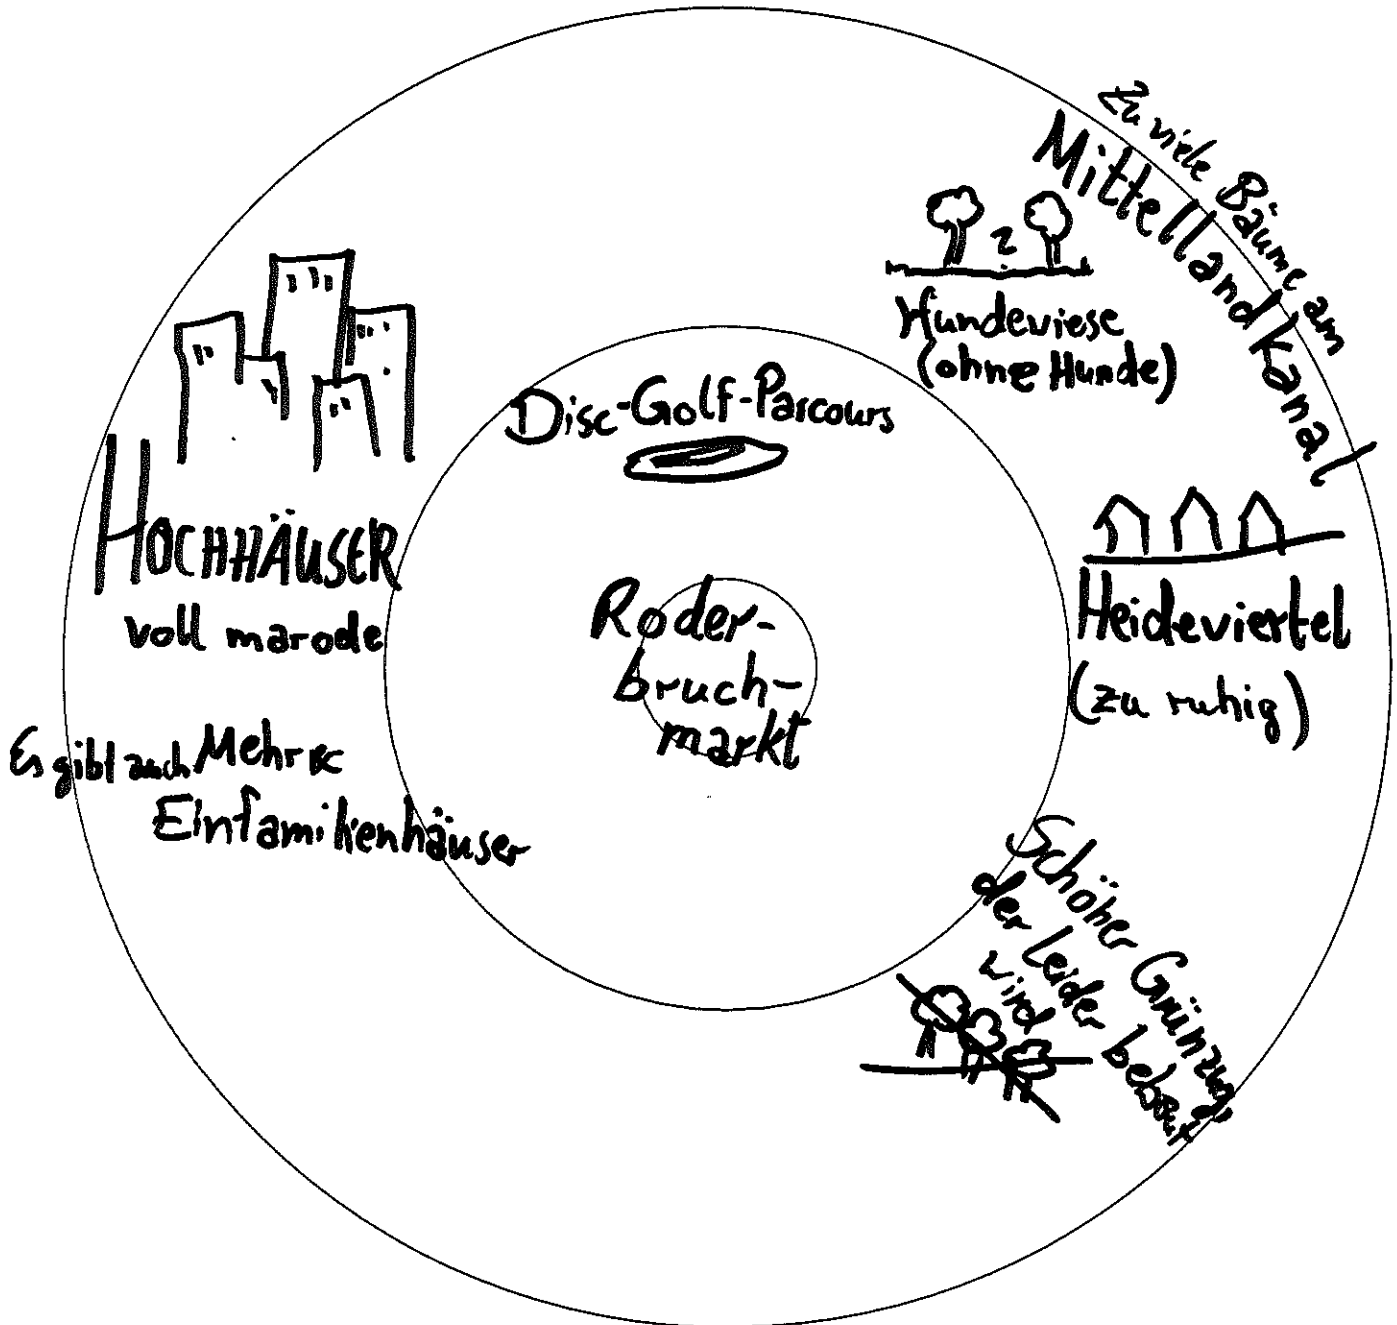 Zu viele Bäume am
Mittellandkanal
Hundewiese
(ohne Hunde)
Disc-Golf-Parcours
HOCHHÄUSER
voll marode
Heideviertel
(zu ruhig)
Roder-
bruch-
markt
Es gibt auch Mehr &
Einfamilienhäuser
Schöner Grünzug,
der leider bebaut
wird